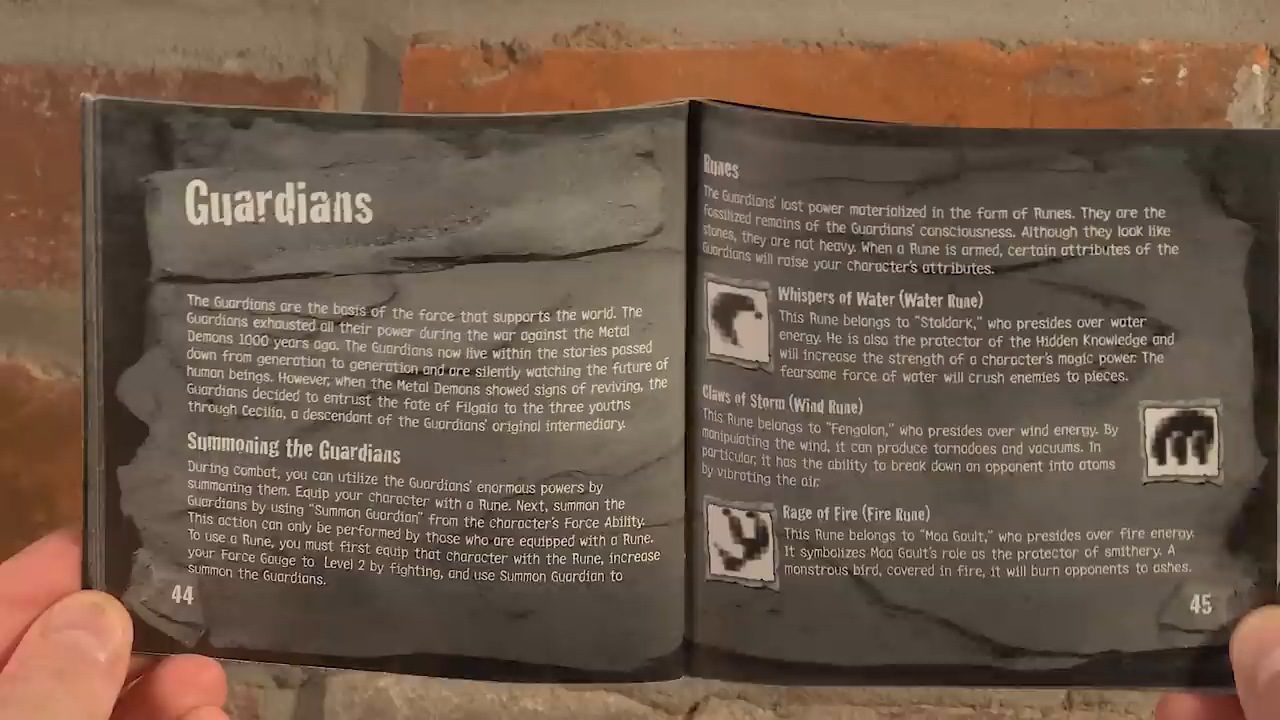 Guardians
The Guardians are the basis of the force that supports the world. The
Guardians exhausted all their power during the war against the Metal
Demons 1000 years ago. The Guardians now live within the stories passed
down from generation to generation and are silently watching the future of
human beings. However, when the Metal Demons showed signs of reviving, the
Guardians decided to entrust the fate of Filgaia to the three youths
through Cecilia, a descendant of the Guardians' original intermediary.
Summoning the Guardians
During combat, you can utilize the Guardians' enormous powers by
summoning them. Equip your character with a Rune. Next, summon the
Guardians by using "Summon Guardian" from the character's Force Ability.
This action can only be performed by those who are equipped with a Rune.
To use a Rune, you must first equip that character with the Rune, increase
your Force Gauge to Level 2 by fighting, and use Summon Guardian to
summon the Guardians.
44
Runes
The Guardians' lost power materialized in the form of Runes. They are the
fossilized remains of the Guardians' consciousness. Although they look like
stones, they are not heavy. When a Rune is armed, certain attributes of the
Guardians will raise your character's attributes.
Whispers of Water (Water Rune)
This Rune belongs to "Staldark," who presides over water
energy. He is also the protector of the Hidden Knowledge and
will increase the strength of a character's magic power. The
fearsome force of water will crush enemies to pieces.
Claws of Storm (Wind Rune)
This Rune belongs to "Fengalon," who presides over wind energy. By
manipulating the wind, it can produce tornadoes and vacuums. In
particular, it has the ability to break down an opponent into atoms
by vibrating the air.
Rage of Fire (Fire Rune)
This Rune belongs to "Moa Gault," who presides over fire energy.
It symbolizes Moa Gault's role as the protector of smithery. A
monstrous bird, covered in fire, it will burn opponents to ashes.
45